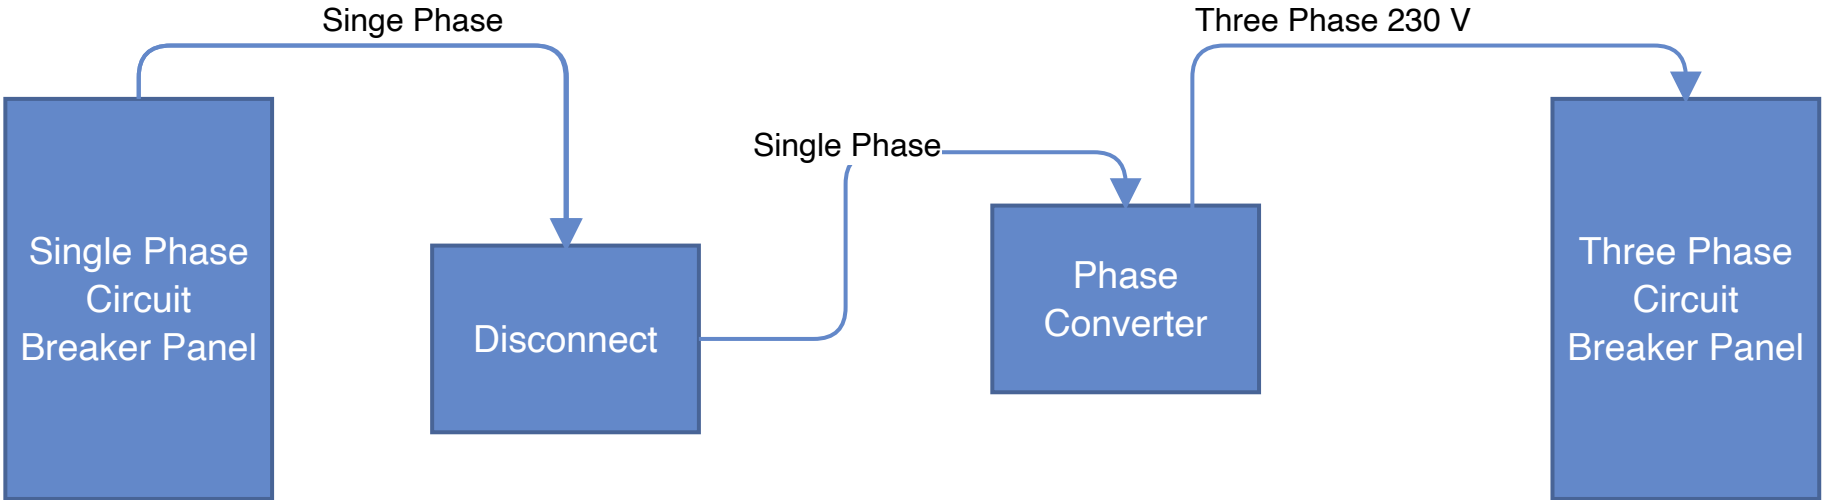 Singe Phase
Three Phase 230 V
Single Phase
Single Phase
Circuit
Breaker Panel
Disconnect
Phase
Converter
Three Phase
Circuit
Breaker Panel